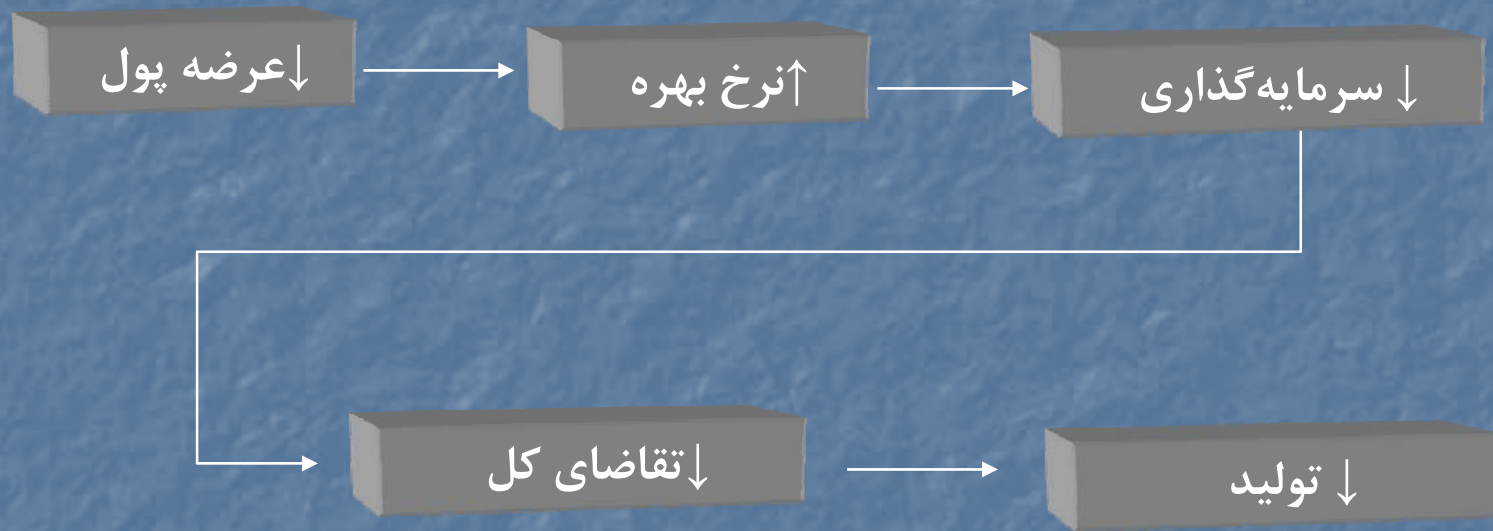 ↓عرضه پول
↑نرخ بهره
↓ سرمایه‌گذاری
↓تقاضای کل
↓ تولید